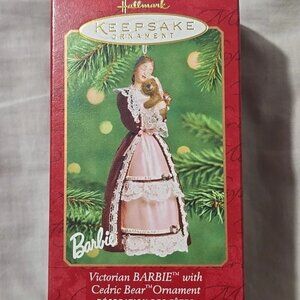 Hallmark
KEEPSAKE
ORNAMENT
Barbie
Victorian BARBIE™ with
Cedric Bear™ Ornament